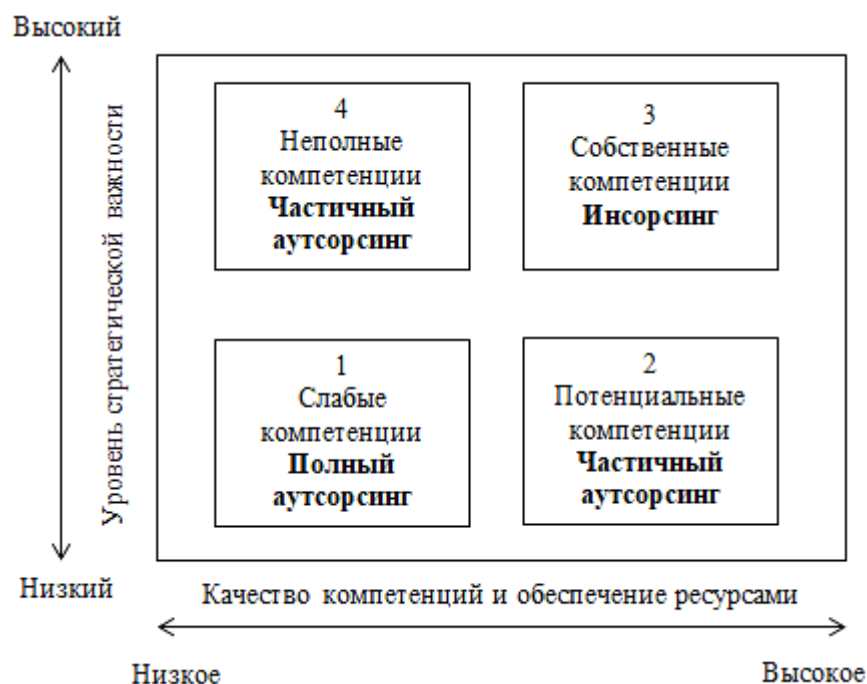 Высокий
Уровень стратегической важности
4
Неполные
компетенции
Частичный
аутсорсинг
3
Собственные
компетенции
Инсорсинг
1
Слабые
компетенции
Полный
аутсорсинг
2
Потенциальные
компетенции
Частичный
аутсорсинг
Низкий
Качество компетенций и обеспечение ресурсами
Низкое
Высокое